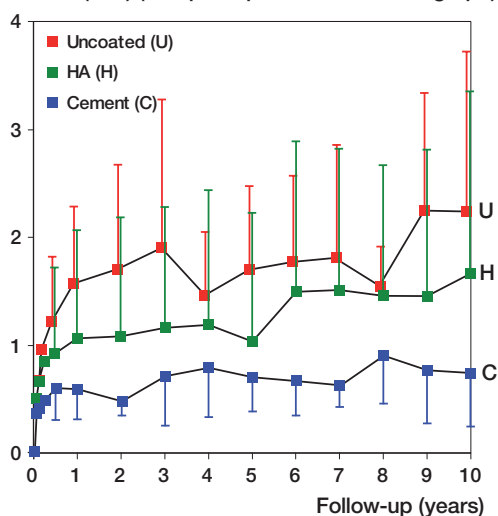 4
Uncoated (U)
HA (H)
Cement (C)
3
2
U
H
1
C
0
0 1 2 3 4 5 6 7 8 9 10
Follow-up (years)